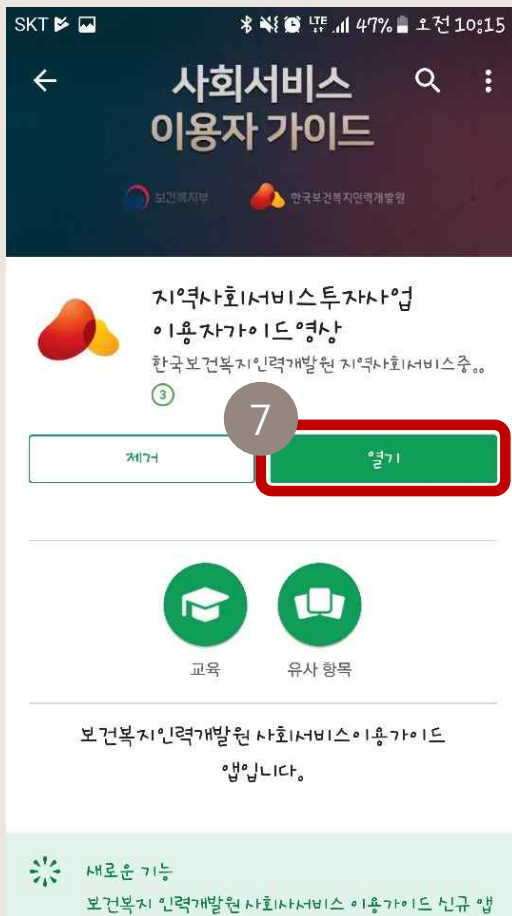 SKT LTE 47% 오전 10:15
사회서비스
이용자 가이드
보건복지부 한국보건복지인력개발원
지역사회서비스투자사업
이용자가이드영상
한국보건복지인력개발원 지역사회서비스중..
3
7
제거 열기
교육 유사 항목
보건복지인력개발원 사회서비스이용가이드
앱입니다.
새로운 기능
보건복지 인력개발원 사회사서비스 이용가이드 신규 앱